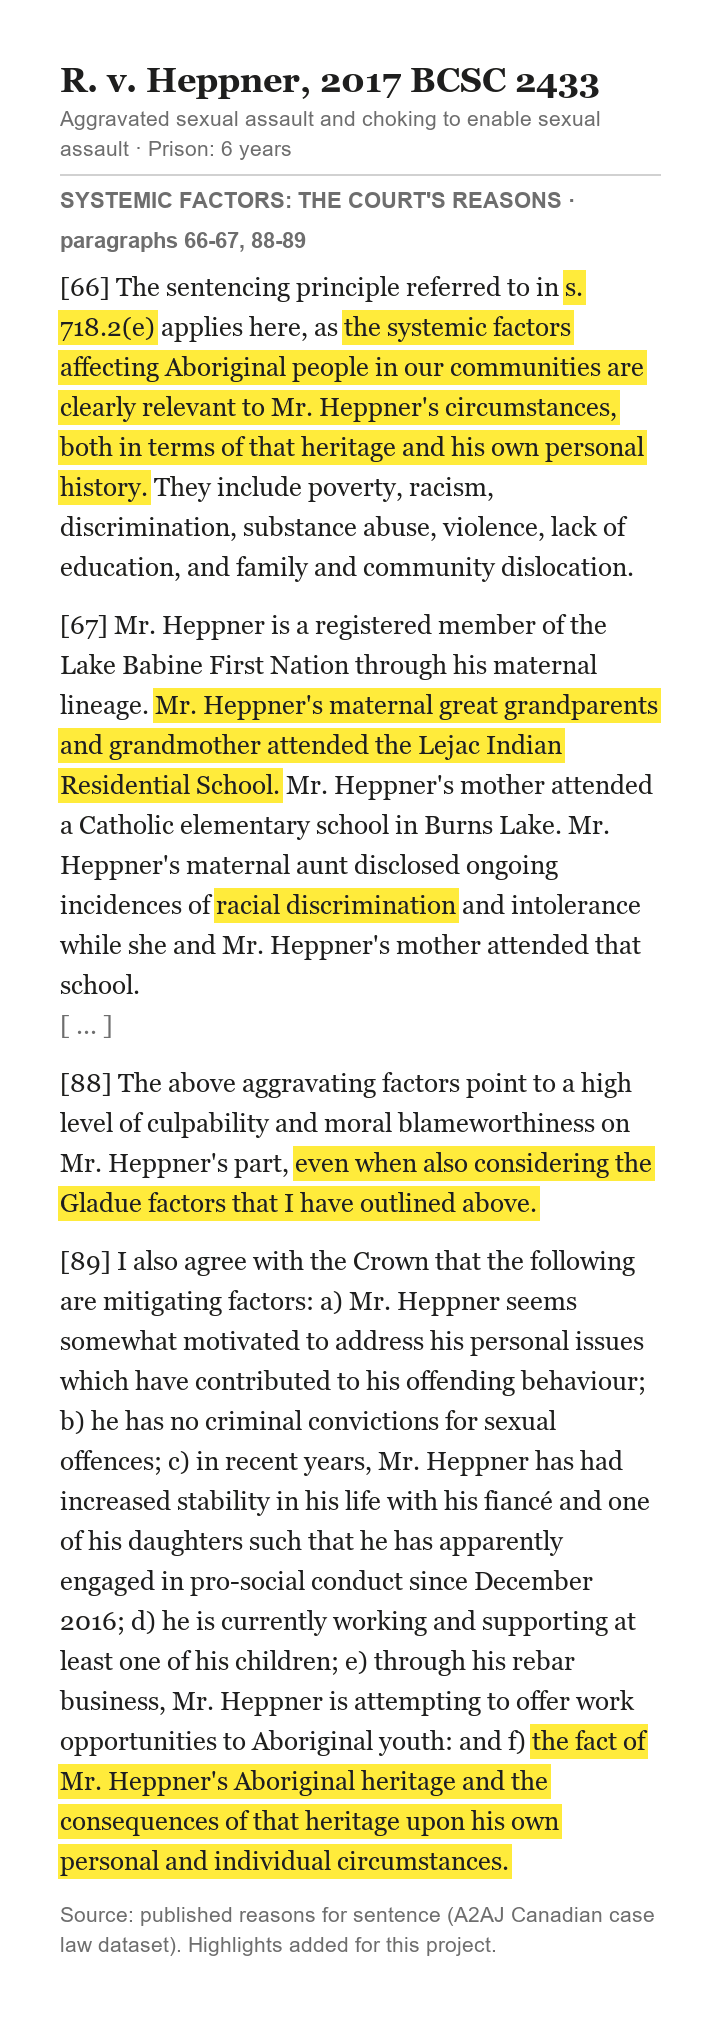 R. v. Heppner, 2017 BCSC 2433
Aggravated sexual assault and choking to enable sexual
assault · Prison: 6 years
SYSTEMIC FACTORS: THE COURT'S REASONS ·
paragraphs 66-67, 88-89
[66] The sentencing principle referred to in s.
718.2(e) applies here, as the systemic factors
affecting Aboriginal people in our communities are
clearly relevant to Mr. Heppner's circumstances,
both in terms of that heritage and his own personal
history. They include poverty, racism,
discrimination, substance abuse, violence, lack of
education, and family and community dislocation.
[67] Mr. Heppner is a registered member of the
Lake Babine First Nation through his maternal
lineage. Mr. Heppner's maternal great grandparents
and grandmother attended the Lejac Indian
Residential School. Mr. Heppner's mother attended
a Catholic elementary school in Burns Lake. Mr.
Heppner's maternal aunt disclosed ongoing
incidences of racial discrimination and intolerance
while she and Mr. Heppner's mother attended that
school.
[ ... ]
[88] The above aggravating factors point to a high
level of culpability and moral blameworthiness on
Mr. Heppner's part, even when also considering the
Gladue factors that I have outlined above.
[89] I also agree with the Crown that the following
are mitigating factors: a) Mr. Heppner seems
somewhat motivated to address his personal issues
which have contributed to his offending behaviour;
b) he has no criminal convictions for sexual
offences; c) in recent years, Mr. Heppner has had
increased stability in his life with his fiancé and one
of his daughters such that he has apparently
engaged in pro-social conduct since December
2016; d) he is currently working and supporting at
least one of his children; e) through his rebar
business, Mr. Heppner is attempting to offer work
opportunities to Aboriginal youth: and f) the fact of
Mr. Heppner's Aboriginal heritage and the
consequences of that heritage upon his own
personal and individual circumstances.
Source: published reasons for sentence (A2AJ Canadian case
law dataset). Highlights added for this project.